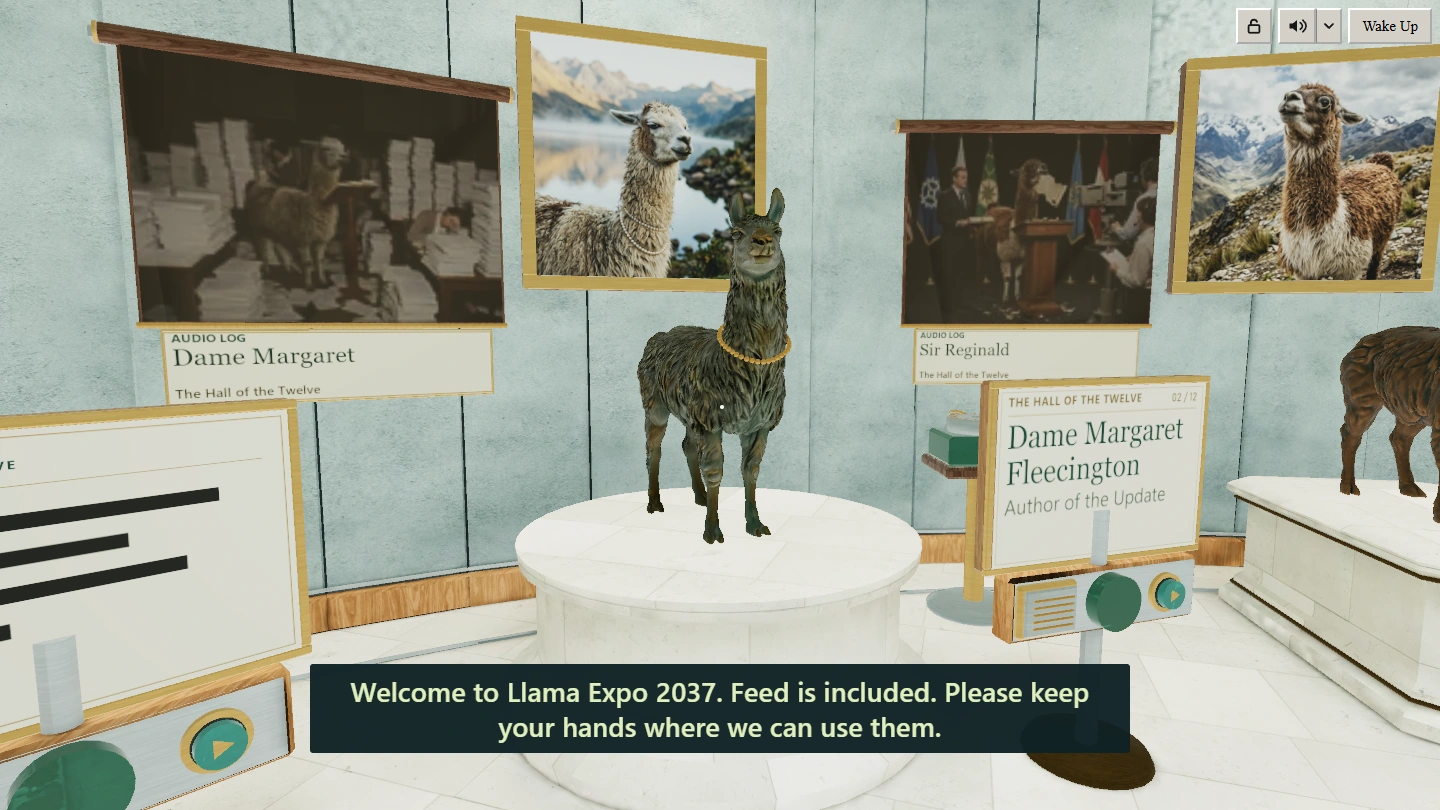 Wake Up
AUDIO LOG
Dame Margaret
The Hall of the Twelve
AUDIO LOG
Sir Reginald
The Hall of the Twelve
VE
THE HALL OF THE TWELVE
02 / 12
Dame Margaret
Fleecington
Author of the Update
Welcome to Llama Expo 2037. Feed is included. Please keep
your hands where we can use them.